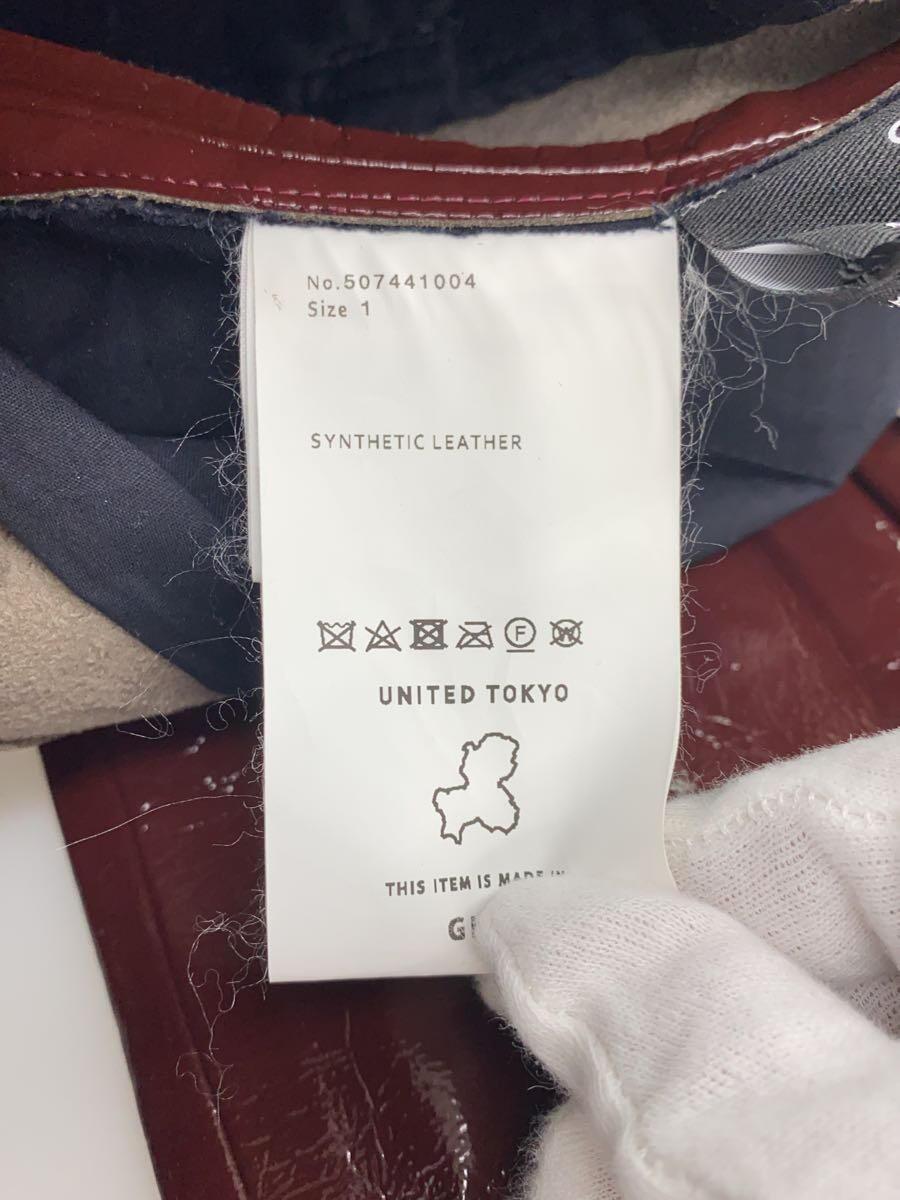 No.507441004
Size 1
SYNTHETIC LEATHER
F
W
UNITED TOKYO
THIS ITEM IS MADE IN